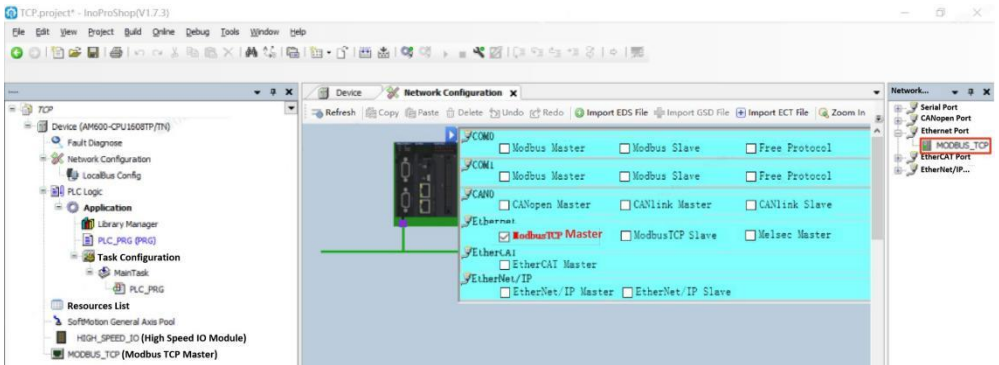 TCP.project* - InoProShop(V1.7.3)
File Edit View Project Build Online Debug Tools Window Help
Device Network Configuration
Network...
Refresh Copy Paste Delete Undo Redo Import EDS File Import GSD File Import ECT File Zoom In
TCP
Device (AM600-CPU1608TP/TN)
Fault Diagnose
Network Configuration
LocalBus Config
PLC Logic
Application
Library Manager
PLC_PRG (PRG)
Task Configuration
MainTask
PLC_PRG
Resources List
SoftMotion General Axis Pool
HIGH_SPEED_IO (High Speed IO Module)
MODBUS_TCP (Modbus TCP Master)
COM0
Modbus Master Modbus Slave Free Protocol
COM1
Modbus Master Modbus Slave Free Protocol
CAN0
CANopen Master CANlink Master CANlink Slave
Ethernet
ModbusTCP Master ModbusTCP Slave Melsec Master
EtherCAT
EtherCAT Master
EtherNet/IP
EtherNet/IP Master EtherNet/IP Slave
Serial Port
CANopen Port
Ethernet Port
MODBUS_TCP
EtherCAT Port
EtherNet/IP...